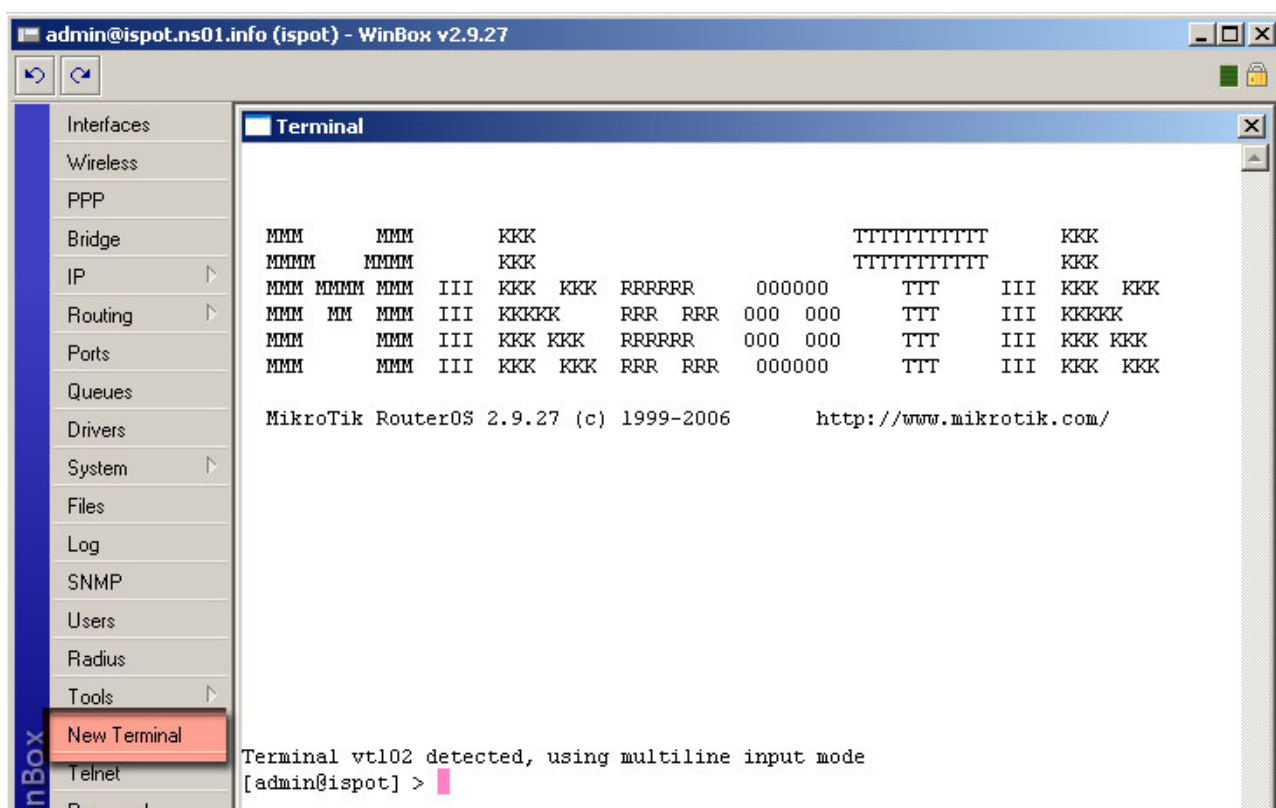 admin@ispot.ns01.info (ispot) - WinBox v2.9.27
Interfaces
Wireless
PPP
Bridge
IP
Routing
Ports
Queues
Drivers
System
Files
Log
SNMP
Users
Radius
Tools
New Terminal
Telnet
Terminal
MMM      MMM       KKK                          TTTTTTTTTTT      KKK
MMMM    MMMM       KKK                          TTTTTTTTTTT      KKK
MMM MMMM MMM  III  KKK  KKK  RRRRRR     OOOOOO      TTT     III  KKK  KKK
MMM  MM  MMM  III  KKKKK     RRR  RRR  OOO  OOO     TTT     III  KKKKK
MMM      MMM  III  KKK KKK   RRRRRR    OOO  OOO     TTT     III  KKK KKK
MMM      MMM  III  KKK  KKK  RRR  RRR   OOOOOO      TTT     III  KKK  KKK
MikroTik RouterOS 2.9.27 (c) 1999-2006       http://www.mikrotik.com/
Terminal vt102 detected, using multiline input mode
[admin@ispot] >